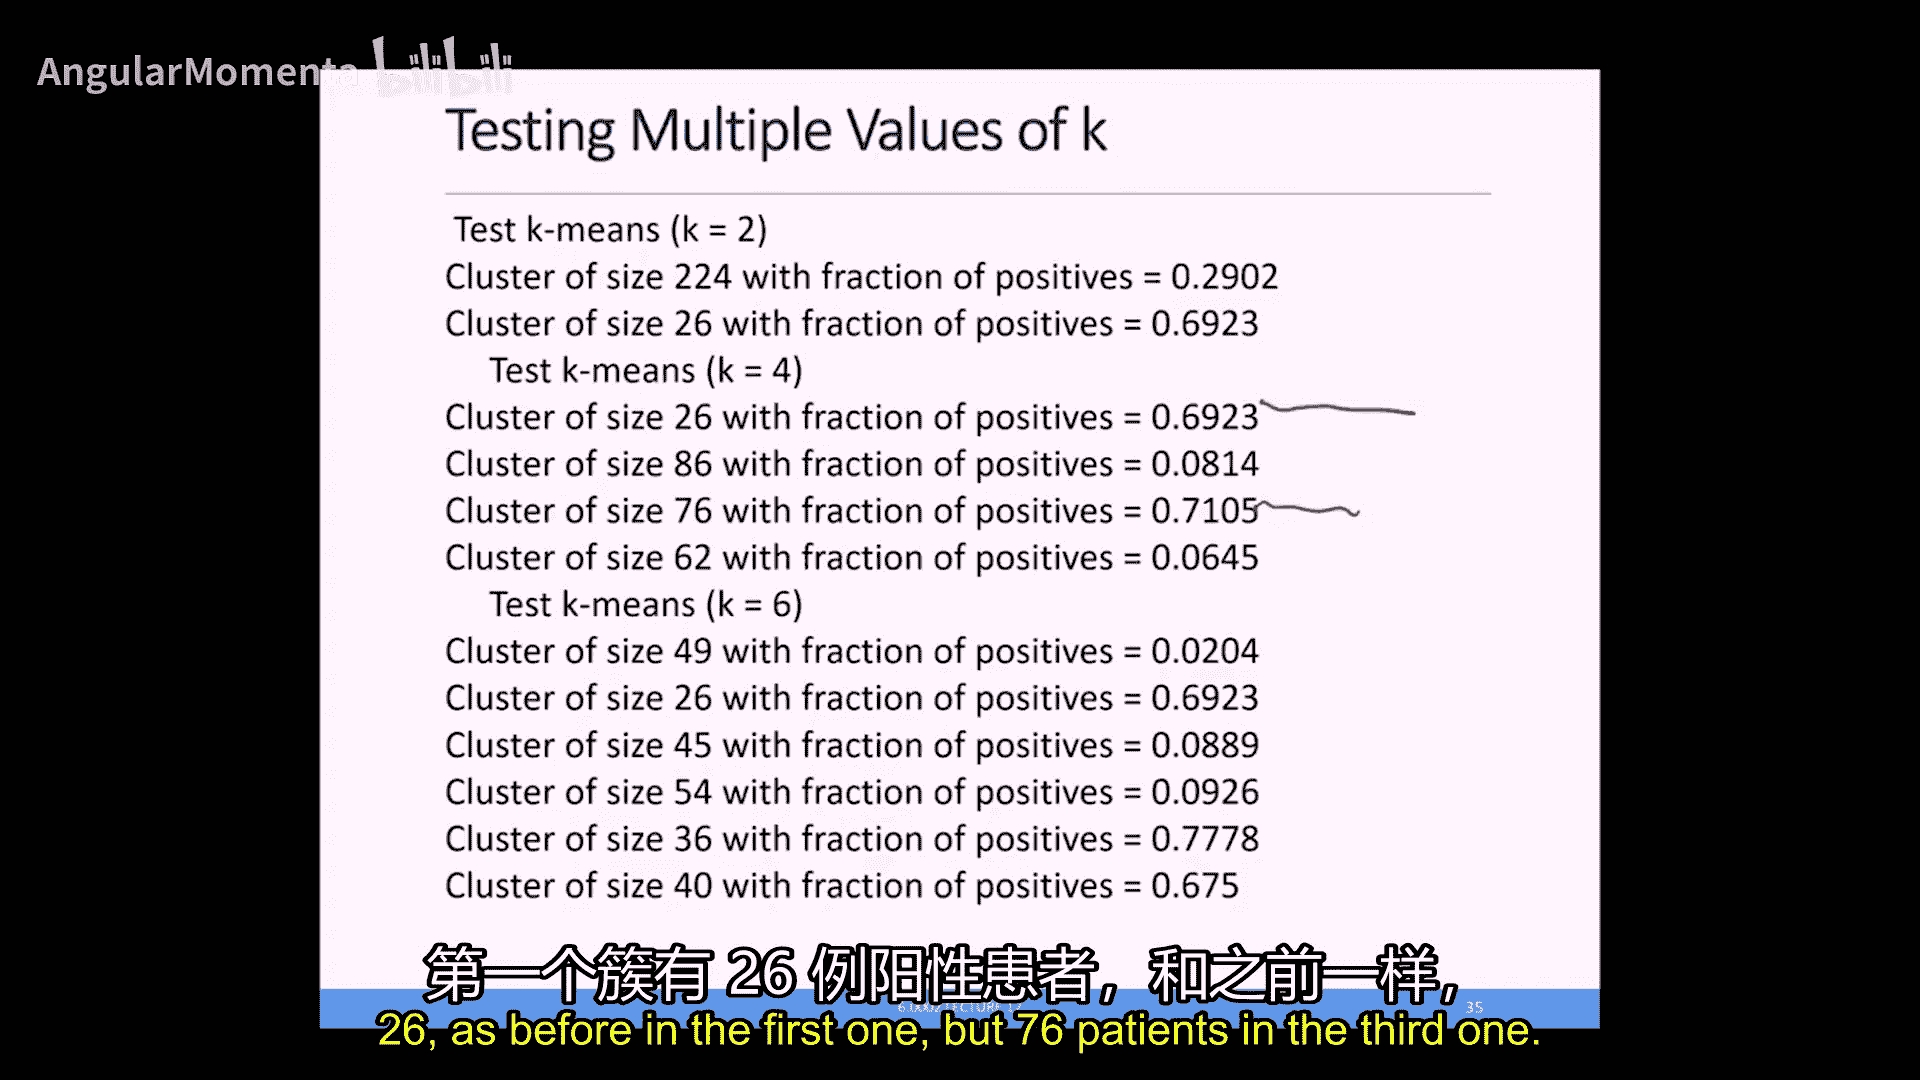 AngularMomenta bilibili
Testing Multiple Values of k
Test k-means (k = 2)
Cluster of size 224 with fraction of positives = 0.2902
Cluster of size 26 with fraction of positives = 0.6923
Test k-means (k = 4)
Cluster of size 26 with fraction of positives = 0.6923
Cluster of size 86 with fraction of positives = 0.0814
Cluster of size 76 with fraction of positives = 0.7105
Cluster of size 62 with fraction of positives = 0.0645
Test k-means (k = 6)
Cluster of size 49 with fraction of positives = 0.0204
Cluster of size 26 with fraction of positives = 0.6923
Cluster of size 45 with fraction of positives = 0.0889
Cluster of size 54 with fraction of positives = 0.0926
Cluster of size 36 with fraction of positives = 0.7778
Cluster of size 40 with fraction of positives = 0.675
第一个簇有 26 例阳性患者，和之前一样，
LECTURE 35
26, as before in the first one, but 76 patients in the third one.